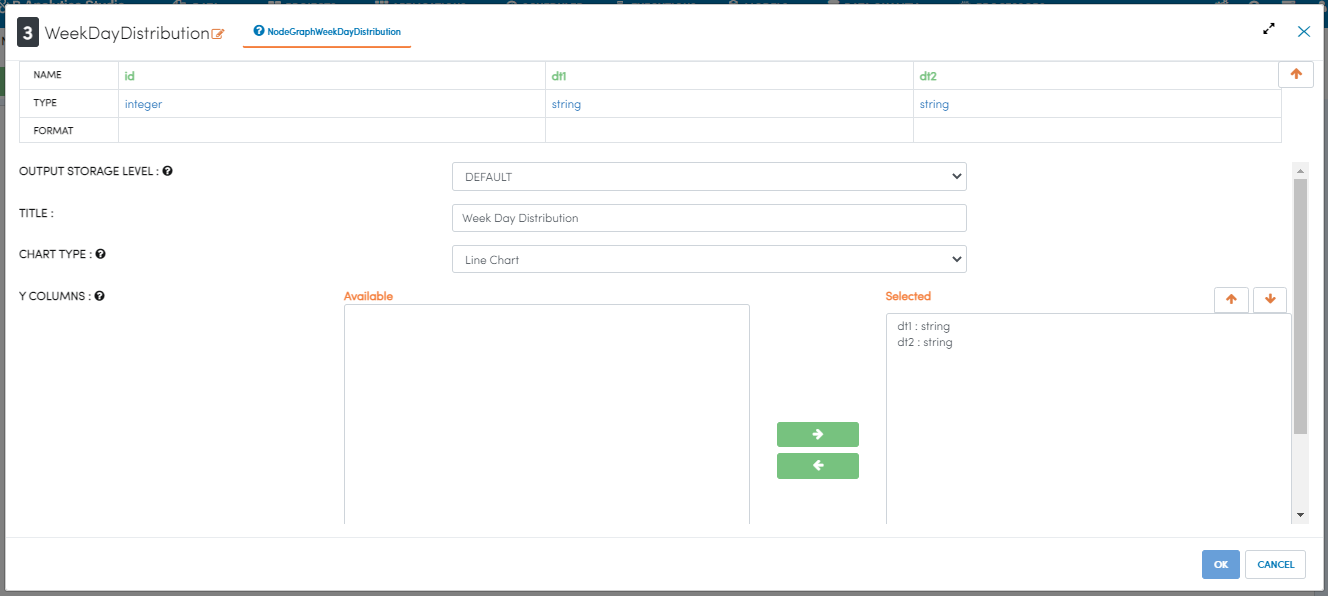 3 WeekDayDistribution NodeGraphWeekDayDistribution
NAME id dt1 dt2
TYPE integer string string
FORMAT
OUTPUT STORAGE LEVEL : DEFAULT
TITLE : Week Day Distribution
CHART TYPE : Line Chart
Y COLUMNS : Available Selected
dt1 : string
dt2 : string
OK CANCEL